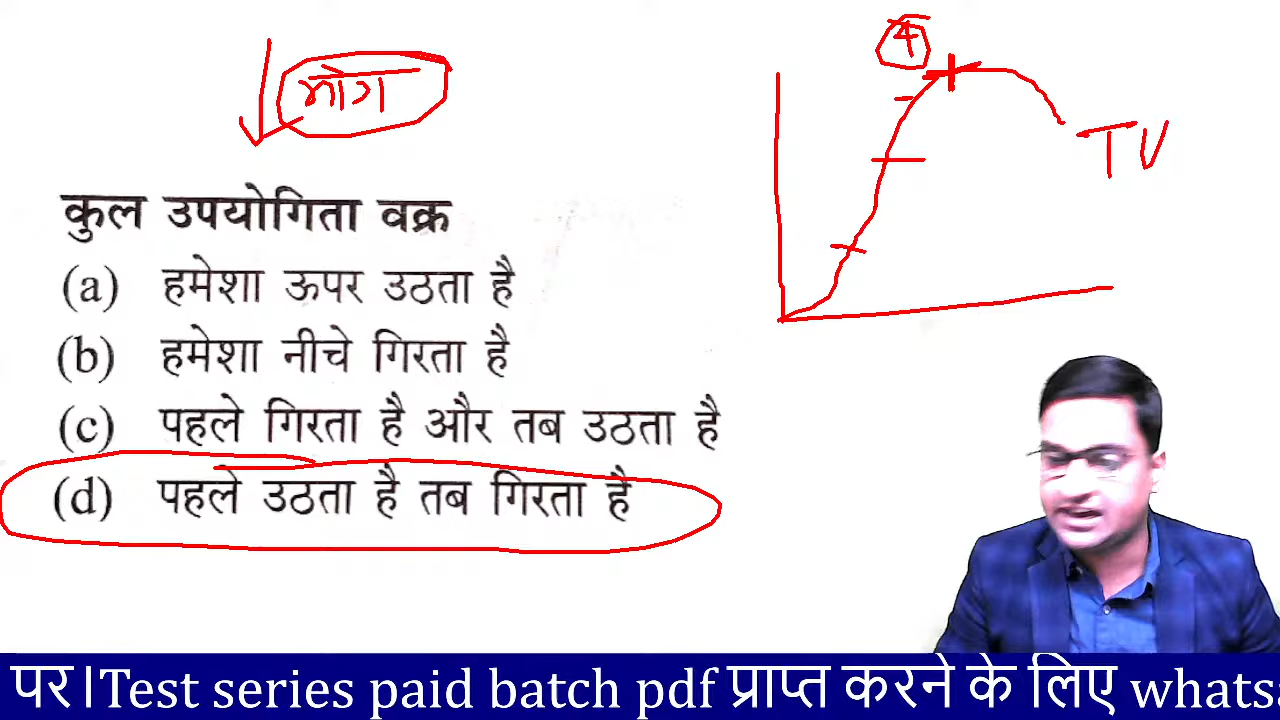 माँग
4
TU
कुल उपयोगिता वक्र
(a) हमेशा ऊपर उठता है
(b) हमेशा नीचे गिरता है
(c) पहले गिरता है और तब उठता है
(d) पहले उठता है तब गिरता है
पर।Test series paid batch pdf प्राप्त करने के लिए whats